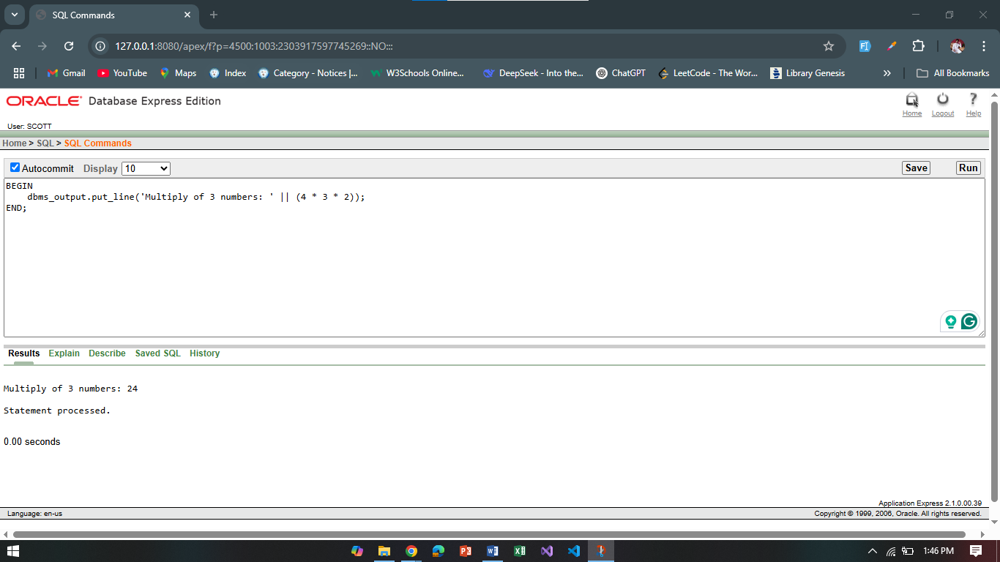 SQL Commands
127.0.0.1:8080/apex/f?p=4500:1003:2303917597745269::NO:::
Gmail YouTube Maps Index Category - Notices |... W3Schools Online... DeepSeek - Into the... ChatGPT LeetCode - The Wor... Library Genesis » All Bookmarks
ORACLE Database Express Edition
Home Logout Help
User: SCOTT
Home > SQL > SQL Commands
Autocommit Display 10 Save Run
BEGIN
    dbms_output.put_line('Multiply of 3 numbers: ' || (4 * 3 * 2));
END;
Results Explain Describe Saved SQL History
Multiply of 3 numbers: 24
Statement processed.
0.00 seconds
Application Express 2.1.0.00.39
Language: en-us Copyright © 1999, 2006, Oracle. All rights reserved.
1:46 PM